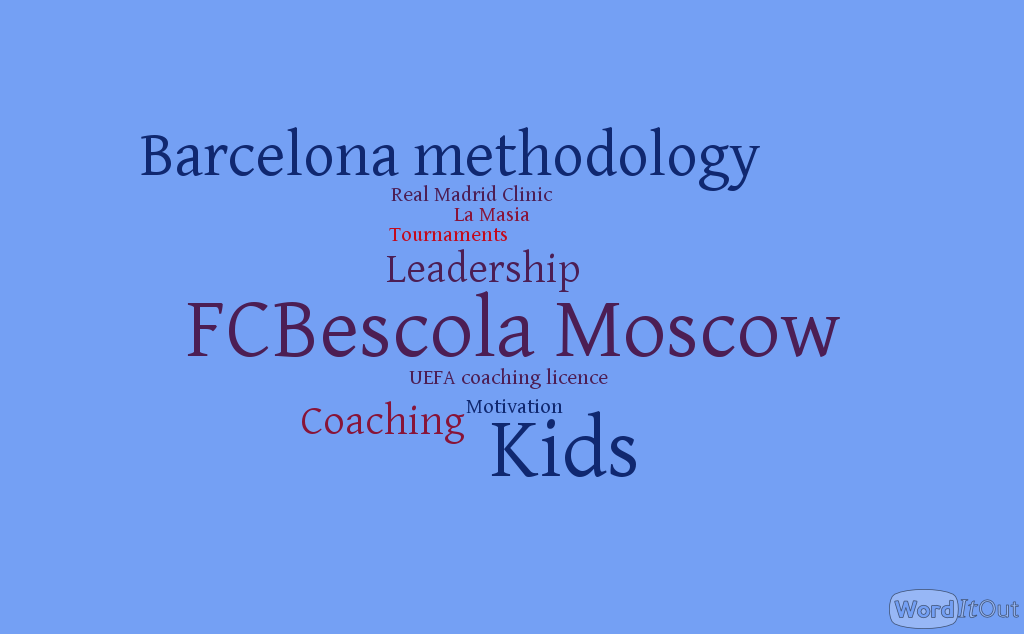 Barcelona methodology
Real Madrid Clinic
La Masia
Tournaments
Leadership
FCBescola Moscow
UEFA coaching licence
Motivation
Coaching
Kids
WordItOut